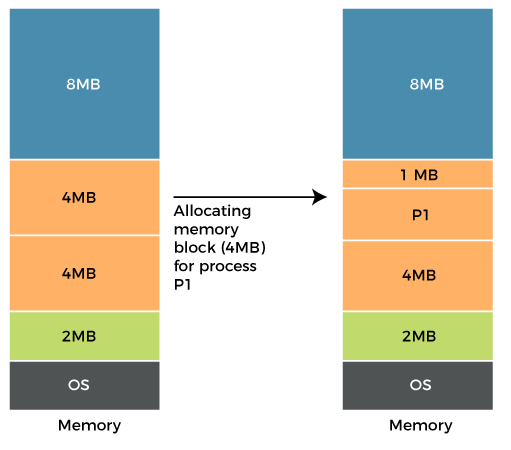 8MB
4MB
4MB
2MB
OS
Memory
Allocating
memory
block (4MB)
for process
P1
8MB
1 MB
P1
4MB
2MB
OS
Memory